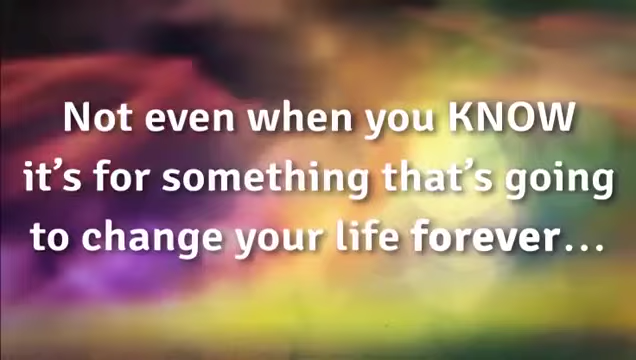 Not even when you KNOW
it’s for something that’s going
to change your life forever...